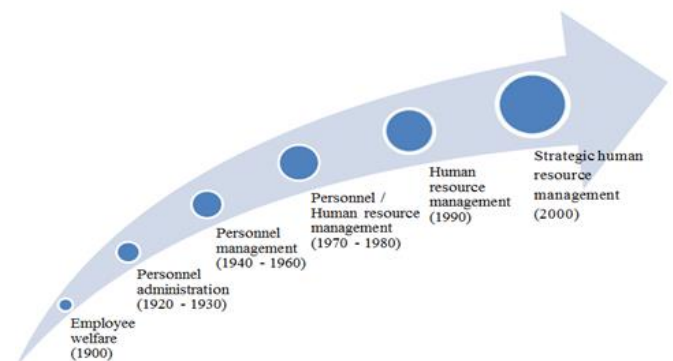 Employee
welfare
(1900)
Personnel
administration
(1920 - 1930)
Personnel
management
(1940 - 1960)
Personnel /
Human resource
management
(1970 - 1980)
Human
resource
management
(1990)
Strategic human
resource
management
(2000)